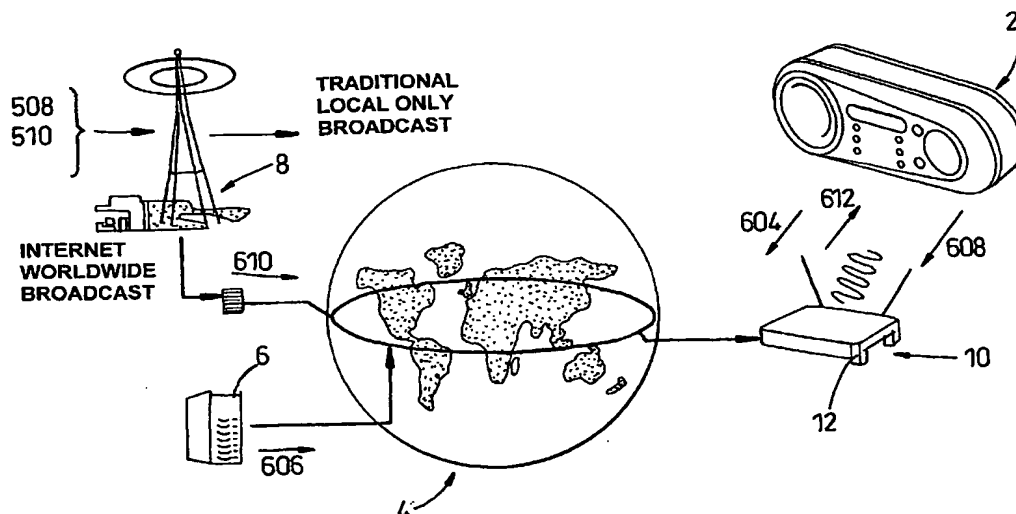 2
TRADITIONAL
LOCAL ONLY
BROADCAST
508
510
8
612
604
608
INTERNET
WORLDWIDE
BROADCAST
610
6
10
12
606
4